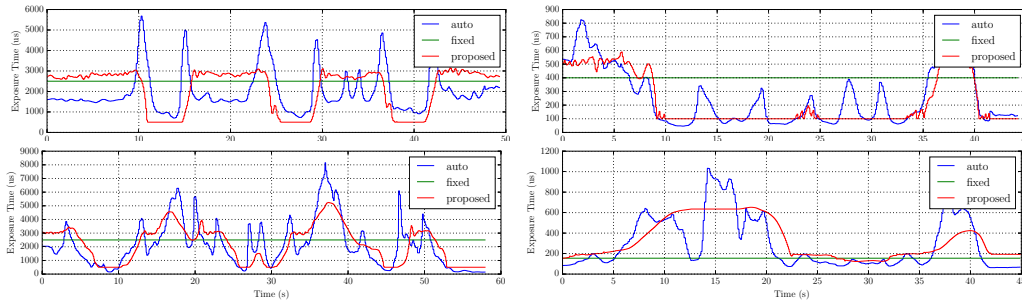 6000
5000
4000
3000
2000
1000
0
0 10 20 30 40 50
Exposure Time (us)
auto
fixed
proposed
900
800
700
600
500
400
300
200
100
0
0 5 10 15 20 25 30 35 40 45
Exposure Time (us)
auto
fixed
proposed
9000
8000
7000
6000
5000
4000
3000
2000
1000
0
0 10 20 30 40 50 60
Exposure Time (us)
Time (s)
auto
fixed
proposed
1200
1000
800
600
400
200
0
0 5 10 15 20 25 30 35 40 45
Exposure Time (us)
Time (s)
auto
fixed
proposed